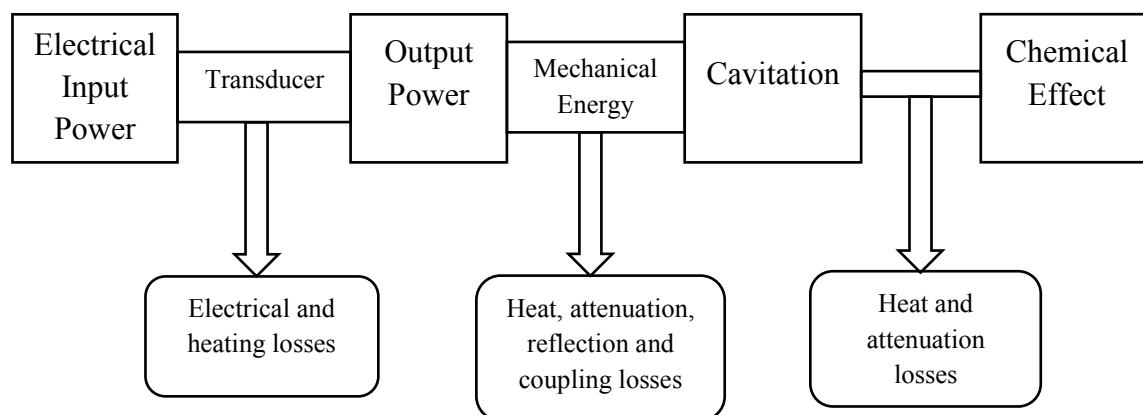 Electrical
Input
Power
Transducer
Output
Power
Mechanical
Energy
Cavitation
Chemical
Effect
Electrical and
heating losses
Heat, attenuation,
reflection and
coupling losses
Heat and
attenuation
losses